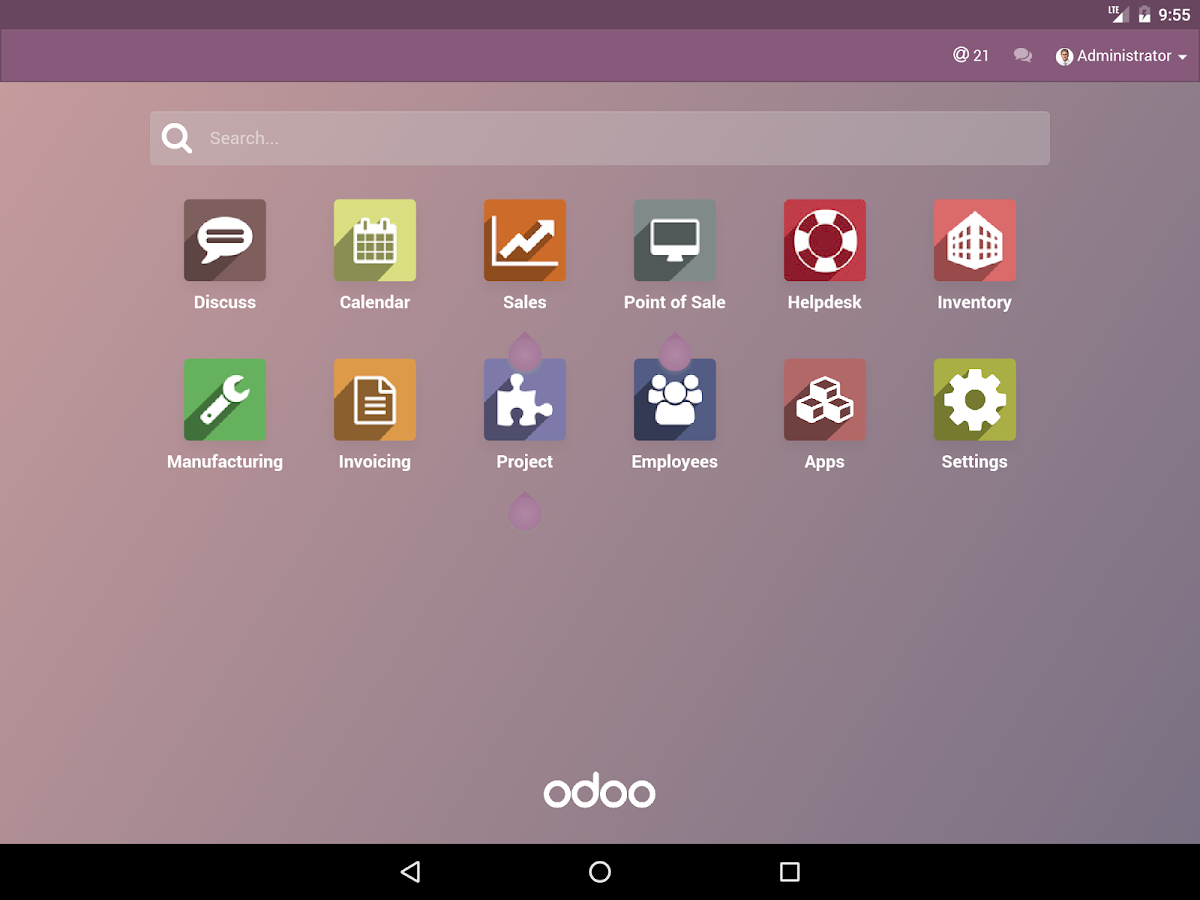 LTE 9:55
@ 21 Administrator
Search...
Discuss Calendar Sales Point of Sale Helpdesk Inventory
Manufacturing Invoicing Project Employees Apps Settings
odoo